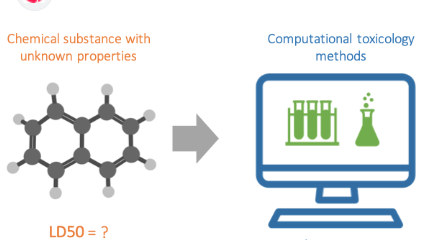 Chemical substance with
unknown properties
Computational toxicology
methods
LD50 = ?